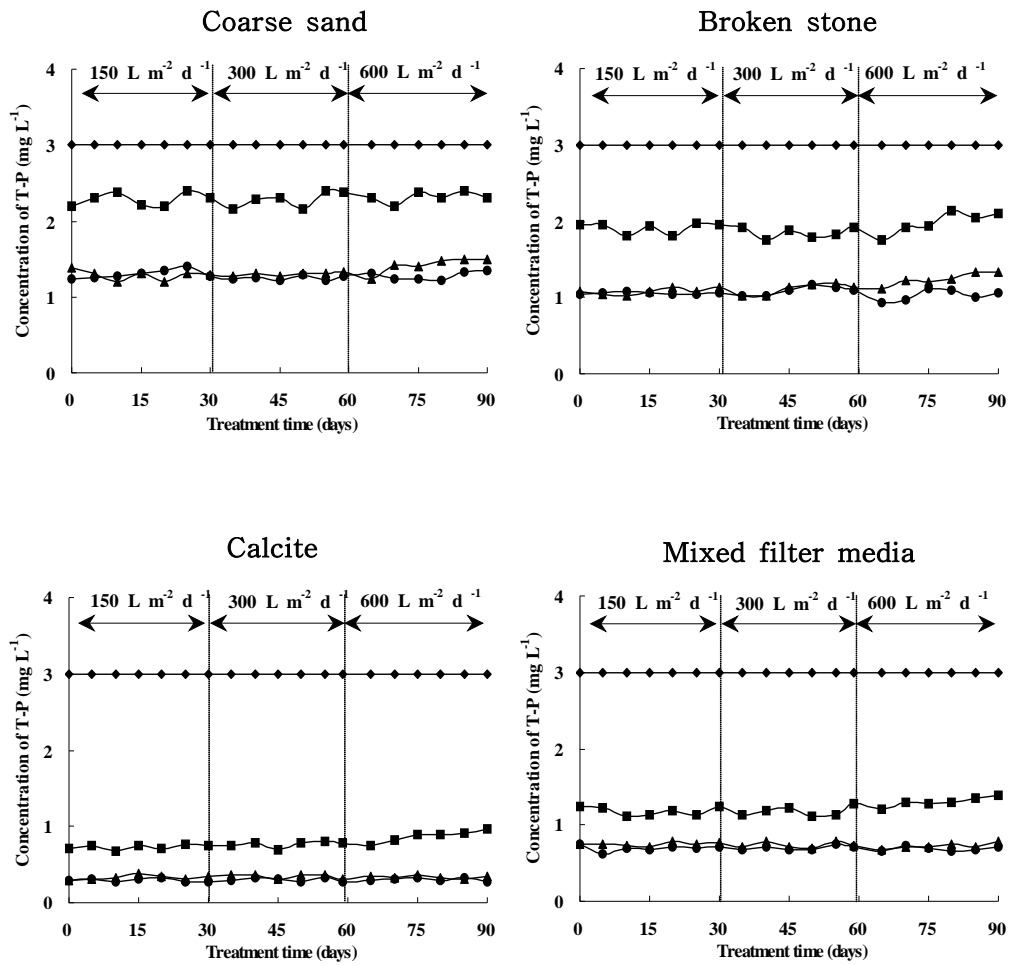 Coarse sand
150 L m-2 d -1 300 L m-2 d -1 600 L m-2 d -1
Concentration of T-P (mg L-1)
4
3
2
1
0
0 15 30 45 60 75 90
Treatment time (days)
Broken stone
150 L m-2 d -1 300 L m-2 d -1 600 L m-2 d -1
Concentration of T-P (mg L-1)
4
3
2
1
0
0 15 30 45 60 75 90
Treatment time (days)
Calcite
150 L m-2 d -1 300 L m-2 d -1 600 L m-2 d -1
Concentration of T-P (mg L-1)
4
3
2
1
0
0 15 30 45 60 75 90
Treatment time (days)
Mixed filter media
150 L m-2 d -1 300 L m-2 d -1 600 L m-2 d -1
Concentration of T-P (mg L-1)
4
3
2
1
0
0 15 30 45 60 75 90
Treatment time (days)